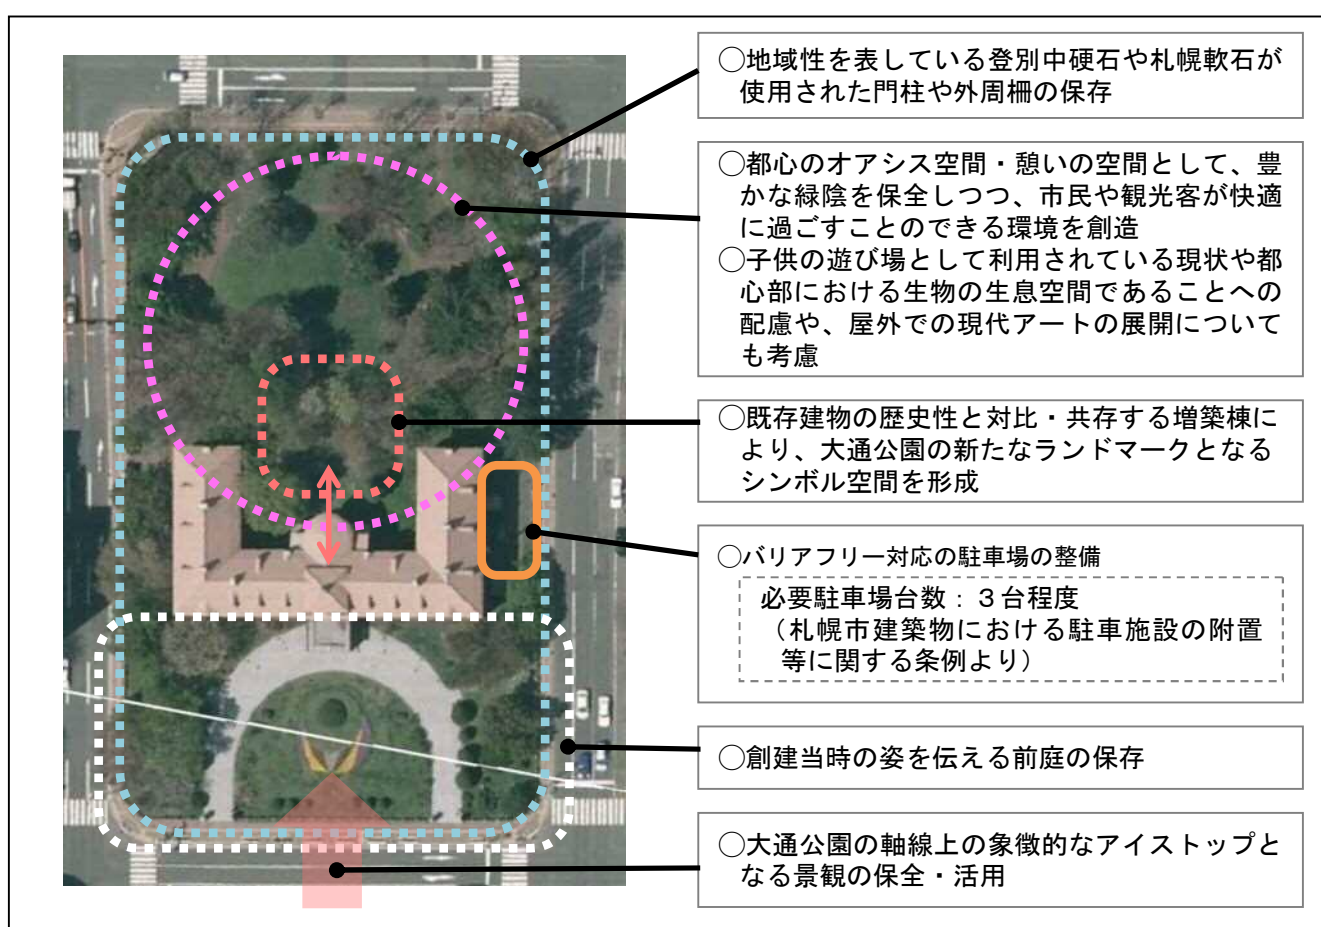 ○地域性を表している登別中硬石や札幌軟石が
使用された門柱や外周柵の保存
○都心のオアシス空間・憩いの空間として、豊
かな緑陰を保全しつつ、市民や観光客が快適
に過ごすことのできる環境を創造
○子供の遊び場として利用されている現状や都
心部における生物の生息空間であることへの
配慮や、屋外での現代アートの展開について
も考慮
○既存建物の歴史性と対比・共存する増築棟に
より、大通公園の新たなランドマークとなる
シンボル空間を形成
○バリアフリー対応の駐車場の整備
必要駐車場台数：３台程度
（札幌市建築物における駐車施設の附置
等に関する条例より）
○創建当時の姿を伝える前庭の保存
○大通公園の軸線上の象徴的なアイストップと
なる景観の保全・活用